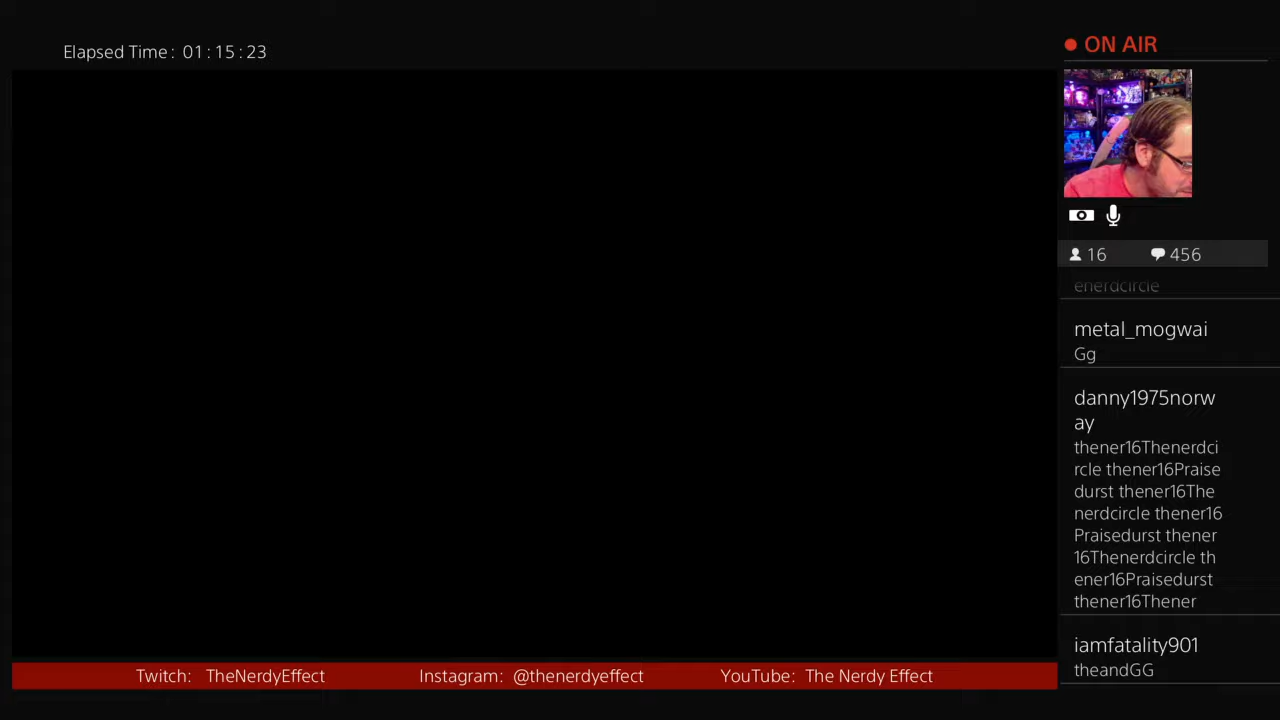 Elapsed Time: 01:15:23
ON AIR
16 456
enerdcircle
metal_mogwai
Gg
danny1975norw
ay
thener16Thenerdci
rcle thener16Praise
durst thener16The
nerdcircle thener16
Praisedurst thener
16Thenerdcircle th
ener16Praisedurst
thener16Thener
iamfatality901
theandGG
Twitch: TheNerdyEffect Instagram: @thenerdyeffect YouTube: The Nerdy Effect